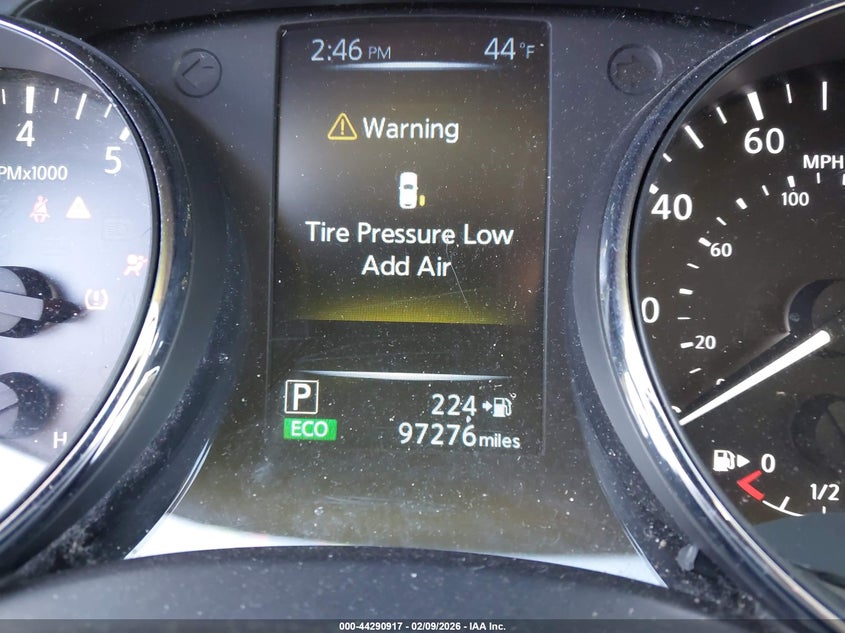 2:46 PM 44°F
Warning
Tire Pressure Low
Add Air
P
224
ECO
97276 miles
4
5
RPMx1000
H
0
40
60
MPH
20
60
100
0
1/2
000-44290917 - 02/09/2026 - IAA Inc.